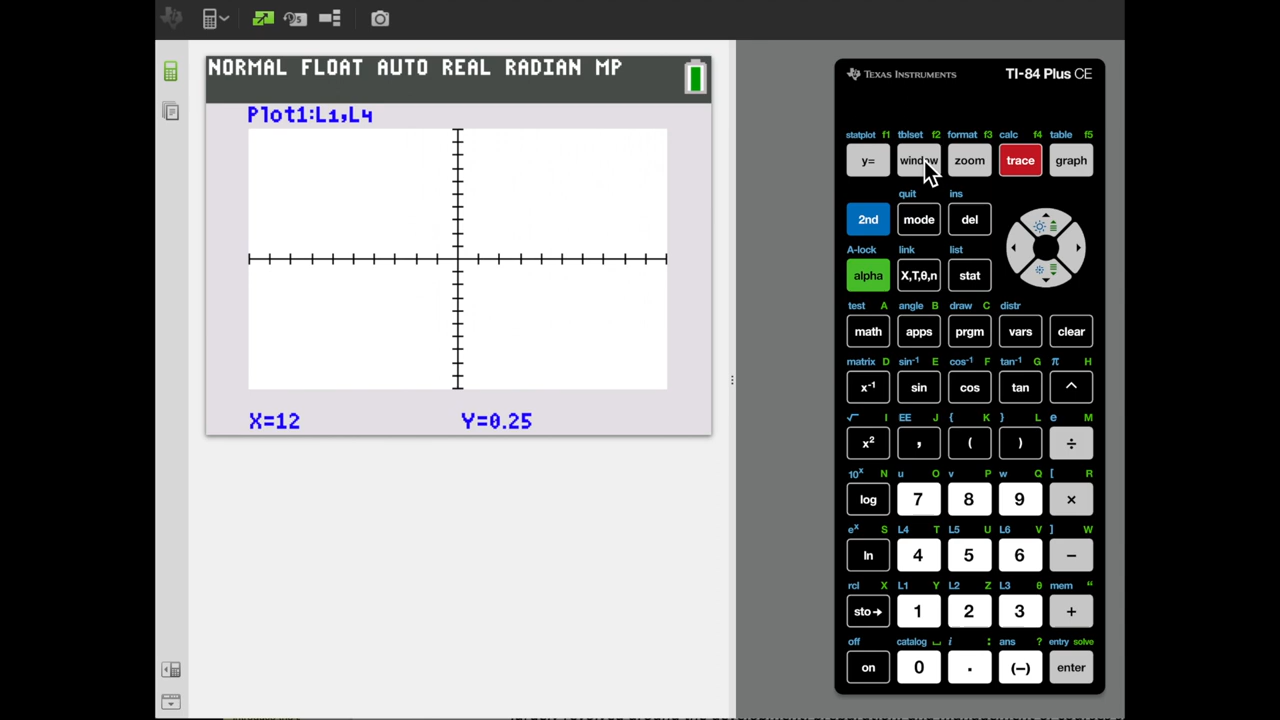 NORMAL FLOAT AUTO REAL RADIAN MP
Plot1:L1,L4
X=12 Y=0.25
TEXAS INSTRUMENTS TI-84 Plus CE
statplot f1 tblset f2 format f3 calc f4 table f5
y= window zoom trace graph
quit ins
2nd mode del
A-lock link list
alpha X,T,θ,n stat
test A angle B draw C distr
math apps prgm vars clear
matrix D sin⁻¹ E cos⁻¹ F tan⁻¹ G π H
x⁻¹ sin cos tan ^
√ I EE J { K } L e M
x² , ( ) ÷
10ˣ N u O v P w Q [ R
log 7 8 9 ×
eˣ S L4 T L5 U L6 V ] W
ln 4 5 6 −
rcl X L1 Y L2 Z L3 θ mem “
sto→ 1 2 3 +
off catalog ⎵ i : ans ? entry solve
on 0 . (−) enter